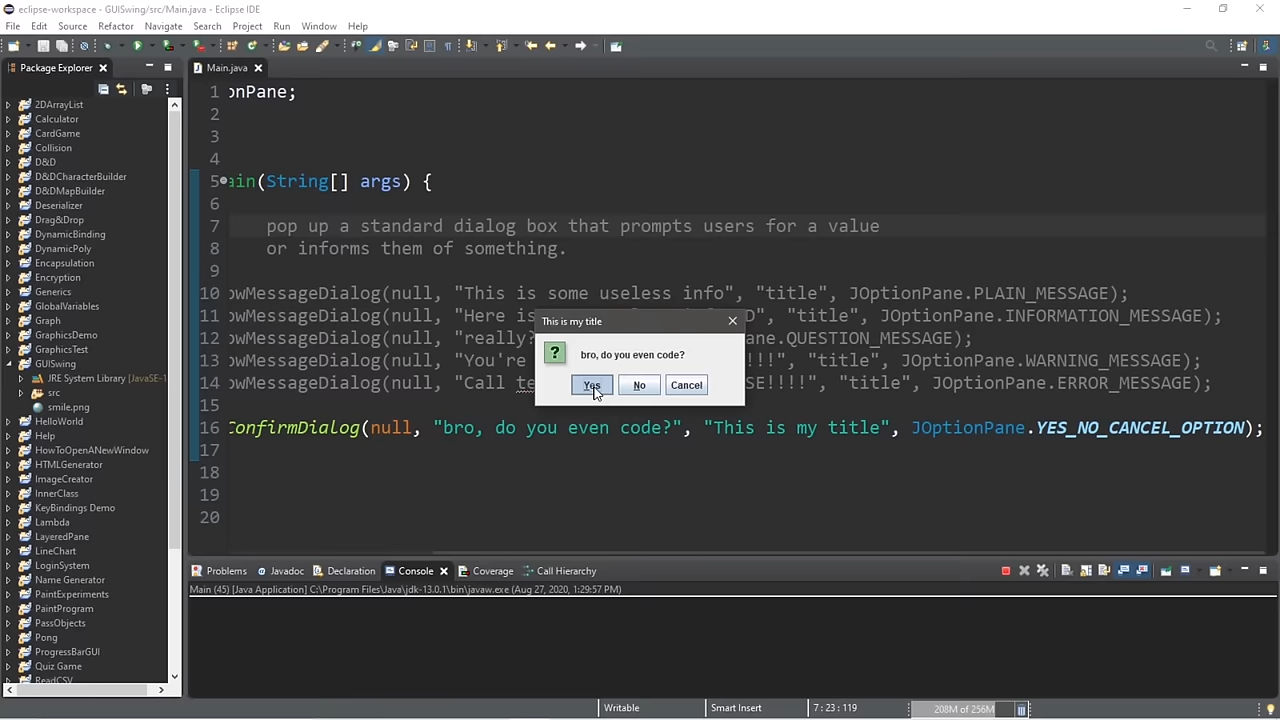 eclipse-workspace - GUISwing/src/Main.java - Eclipse IDE
File Edit Source Refactor Navigate Search Project Run Window Help
Package Explorer
Main.java
2DArrayList
Calculator
CardGame
Collision
D&D
D&DCharacterBuilder
D&DMapBuilder
Deserializer
Drag&Drop
DynamicBinding
DynamicPoly
Encapsulation
Encryption
Generics
GlobalVariables
Graph
GraphicsDemo
GraphicsTest
GUISwing
JRE System Library [JavaSE-1
src
smile.png
HelloWorld
Help
HowToOpenANewWindow
HTMLGenerator
ImageCreator
InnerClass
KeyBindings Demo
Lambda
LayeredPane
LineChart
LoginSystem
Name Generator
PaintExperiments
PaintProgram
PassObjects
Pong
ProgressBarGUI
Quiz Game
ReadCSV
1 onPane;
2
3
4
5 ain(String[] args) {
6
7 pop up a standard dialog box that prompts users for a value
8 or informs them of something.
9
10 owMessageDialog(null, "This is some useless info", "title", JOptionPane.PLAIN_MESSAGE);
11 owMessageDialog(null, "Here is D", "title", JOptionPane.INFORMATION_MESSAGE);
12 owMessageDialog(null, "really? ane.QUESTION_MESSAGE);
13 owMessageDialog(null, "You're !!!", "title", JOptionPane.WARNING_MESSAGE);
14 owMessageDialog(null, "Call te SE!!!!", "title", JOptionPane.ERROR_MESSAGE);
15
16 ConfirmDialog(null, "bro, do you even code?", "This is my title", JOptionPane.YES_NO_CANCEL_OPTION);
17
18
19
20
This is my title
bro, do you even code?
Yes No Cancel
Problems Javadoc Declaration Console Coverage Call Hierarchy
Main (45) [Java Application] C:\Program Files\Java\jdk-13.0.1\bin\javaw.exe (Aug 27, 2020, 1:29:57 PM)
Writable Smart Insert 7 : 23 : 119 208M of 256M